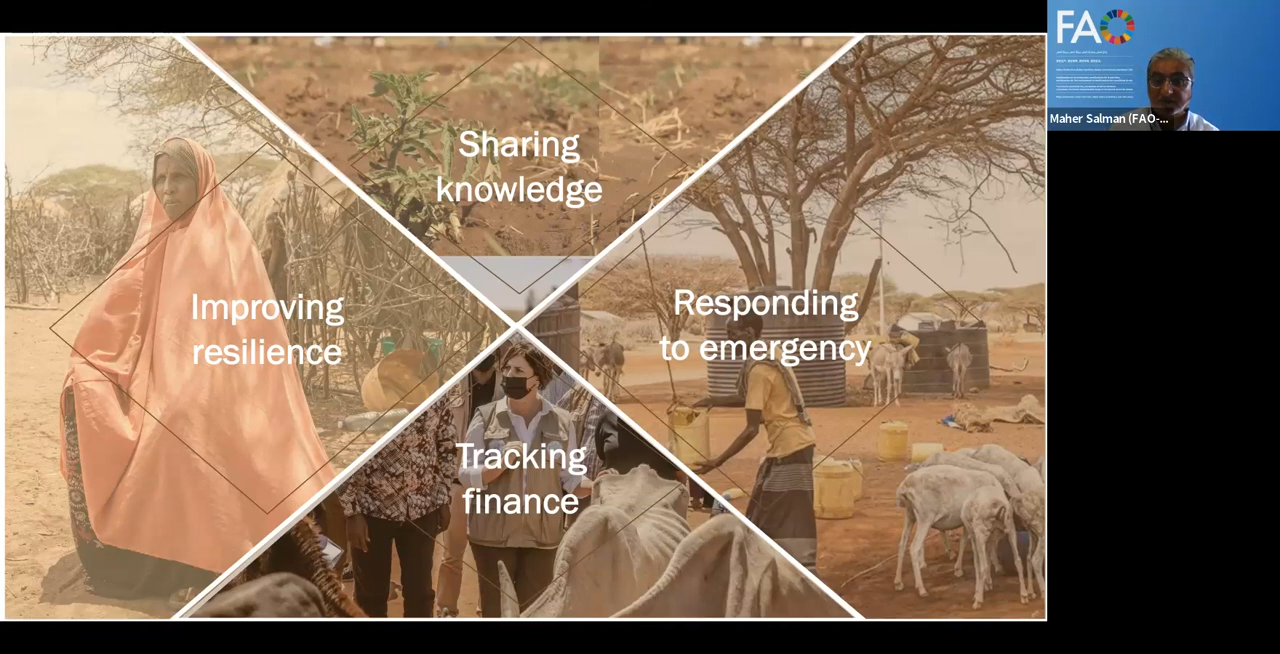 Sharing
knowledge
Improving
resilience
Responding
to emergency
Tracking
finance
FAO
Maher Salman (FAO-...